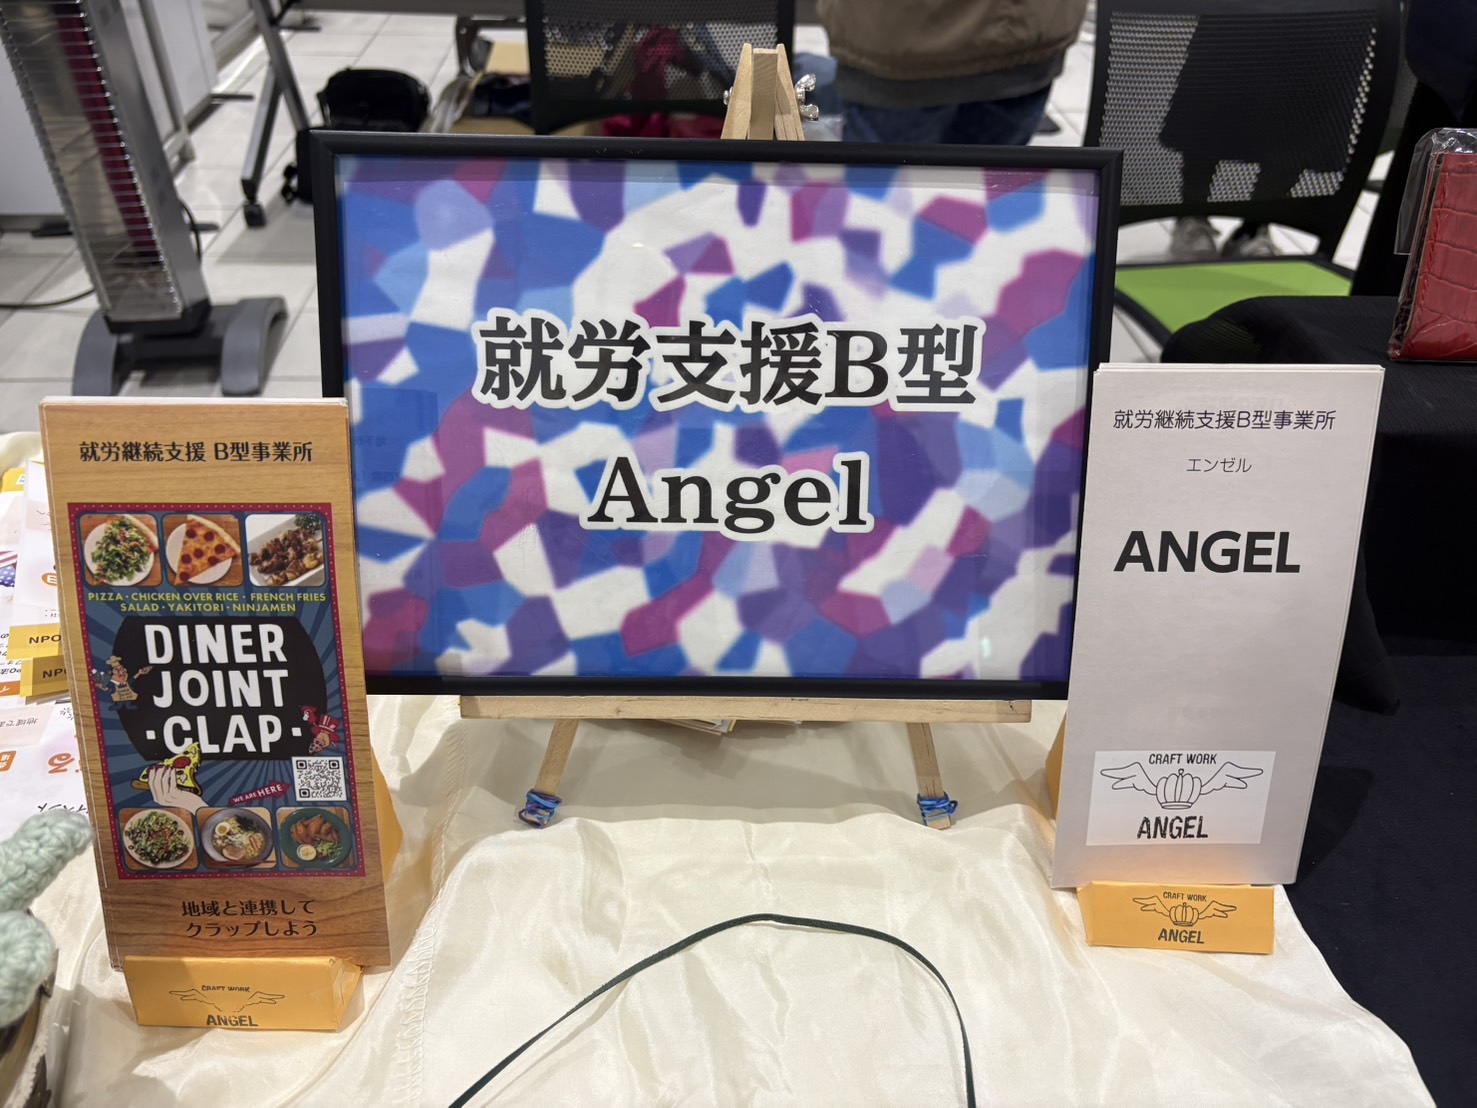 就労支援B型
Angel
就労継続支援 B型事業所
PIZZA・CHICKEN OVER RICE・FRENCH FRIES
SALAD・YAKITORI・NINJAMEN
DINER
JOINT
・CLAP・
WE ARE HERE
地域と連携して
クラップしよう
CRAFT WORK
ANGEL
就労継続支援B型事業所
エンゼル
ANGEL
CRAFT WORK
ANGEL
CRAFT WORK
ANGEL
NPO